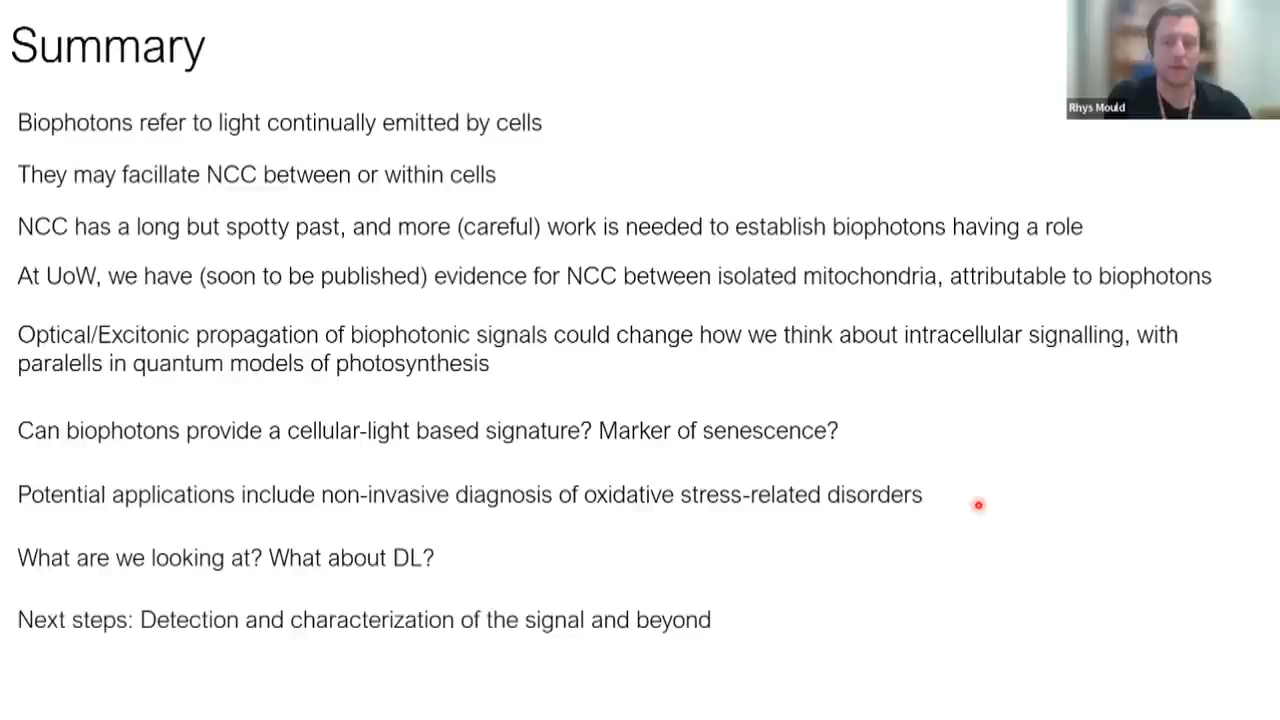 Summary
Rhys Mould
Biophotons refer to light continually emitted by cells
They may facillate NCC between or within cells
NCC has a long but spotty past, and more (careful) work is needed to establish biophotons having a role
At UoW, we have (soon to be published) evidence for NCC between isolated mitochondria, attributable to biophotons
Optical/Excitonic propagation of biophotonic signals could change how we think about intracellular signalling, with
paralells in quantum models of photosynthesis
Can biophotons provide a cellular-light based signature? Marker of senescence?
Potential applications include non-invasive diagnosis of oxidative stress-related disorders
What are we looking at? What about DL?
Next steps: Detection and characterization of the signal and beyond